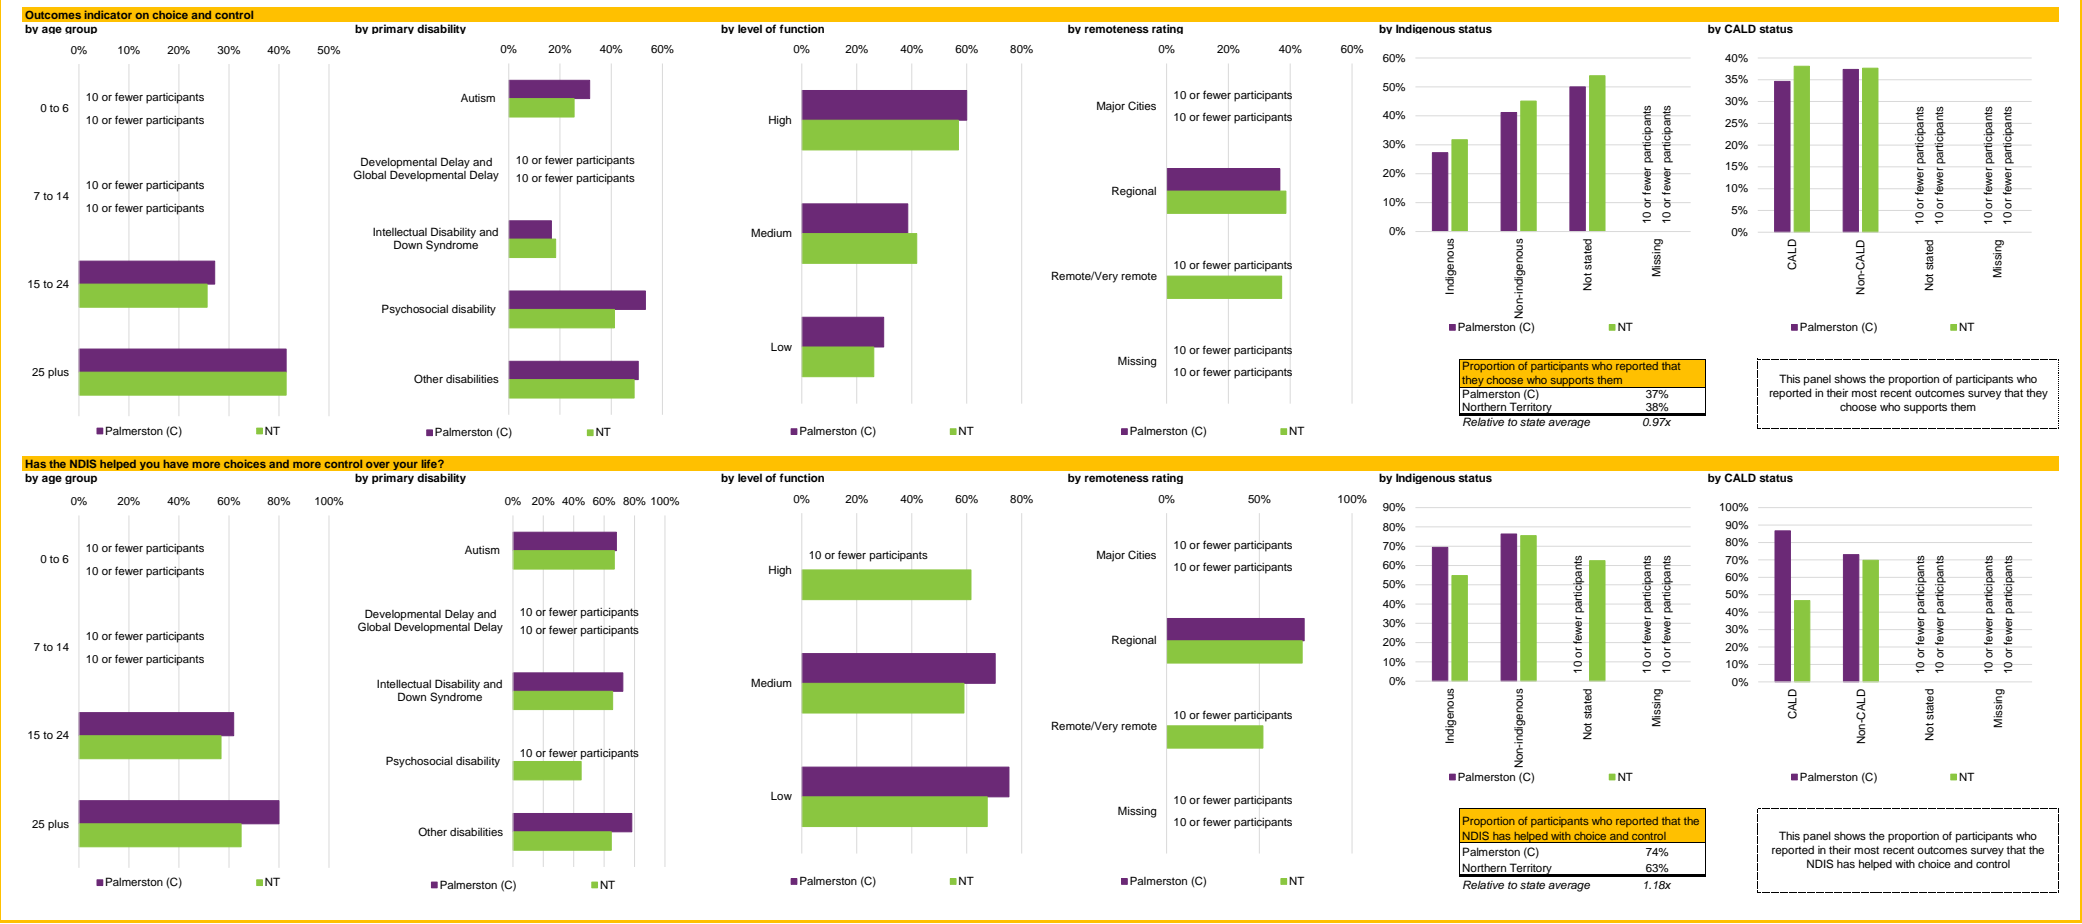 Outcomes indicator on choice and control
by age group
0% 10% 20% 30% 40% 50%
0 to 6
10 or fewer participants
10 or fewer participants
7 to 14
10 or fewer participants
10 or fewer participants
15 to 24
25 plus
Palmerston (C) NT
by primary disability
0% 20% 40% 60%
Autism
Developmental Delay and
Global Developmental Delay
10 or fewer participants
10 or fewer participants
Intellectual Disability and
Down Syndrome
Psychosocial disability
Other disabilities
Palmerston (C) NT
by level of function
0% 20% 40% 60% 80%
High
Medium
Low
Palmerston (C) NT
by remoteness rating
0% 20% 40% 60%
Major Cities
10 or fewer participants
10 or fewer participants
Regional
Remote/Very remote
10 or fewer participants
Missing
10 or fewer participants
10 or fewer participants
Palmerston (C) NT
by Indigenous status
60%
50%
40%
30%
20%
10%
0%
10 or fewer participants
10 or fewer participants
Indigenous
Non-indigenous
Not stated
Missing
Palmerston (C) NT
by CALD status
40%
35%
30%
25%
20%
15%
10%
5%
0%
10 or fewer participants
10 or fewer participants
10 or fewer participants
10 or fewer participants
CALD
Non-CALD
Not stated
Missing
Palmerston (C) NT
Proportion of participants who reported that
they choose who supports them
Palmerston (C) 37%
Northern Territory 38%
Relative to state average 0.97x
This panel shows the proportion of participants who
reported in their most recent outcomes survey that they
choose who supports them
Has the NDIS helped you have more choices and more control over your life?
by age group
0% 20% 40% 60% 80% 100%
0 to 6
10 or fewer participants
10 or fewer participants
7 to 14
10 or fewer participants
10 or fewer participants
15 to 24
25 plus
Palmerston (C) NT
by primary disability
0% 20% 40% 60% 80% 100%
Autism
Developmental Delay and
Global Developmental Delay
10 or fewer participants
10 or fewer participants
Intellectual Disability and
Down Syndrome
Psychosocial disability
10 or fewer participants
Other disabilities
Palmerston (C) NT
by level of function
0% 20% 40% 60% 80%
High
10 or fewer participants
Medium
Low
Palmerston (C) NT
by remoteness rating
0% 50% 100%
Major Cities
10 or fewer participants
10 or fewer participants
Regional
Remote/Very remote
10 or fewer participants
Missing
10 or fewer participants
10 or fewer participants
Palmerston (C) NT
by Indigenous status
90%
80%
70%
60%
50%
40%
30%
20%
10%
0%
10 or fewer participants
10 or fewer participants
10 or fewer participants
Indigenous
Non-indigenous
Not stated
Missing
Palmerston (C) NT
by CALD status
100%
90%
80%
70%
60%
50%
40%
30%
20%
10%
0%
10 or fewer participants
10 or fewer participants
10 or fewer participants
10 or fewer participants
CALD
Non-CALD
Not stated
Missing
Palmerston (C) NT
Proportion of participants who reported that the
NDIS has helped with choice and control
Palmerston (C) 74%
Northern Territory 63%
Relative to state average 1.18x
This panel shows the proportion of participants who
reported in their most recent outcomes survey that the
NDIS has helped with choice and control